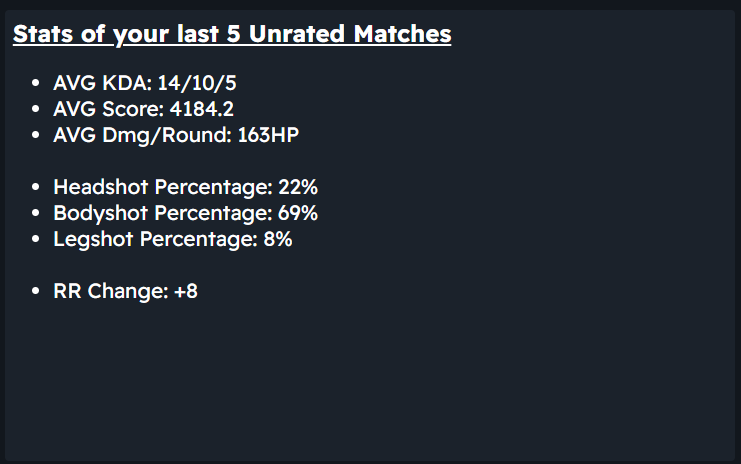 Stats of your last 5 Unrated Matches
• AVG KDA: 14/10/5
• AVG Score: 4184.2
• AVG Dmg/Round: 163HP
• Headshot Percentage: 22%
• Bodyshot Percentage: 69%
• Legshot Percentage: 8%
• RR Change: +8